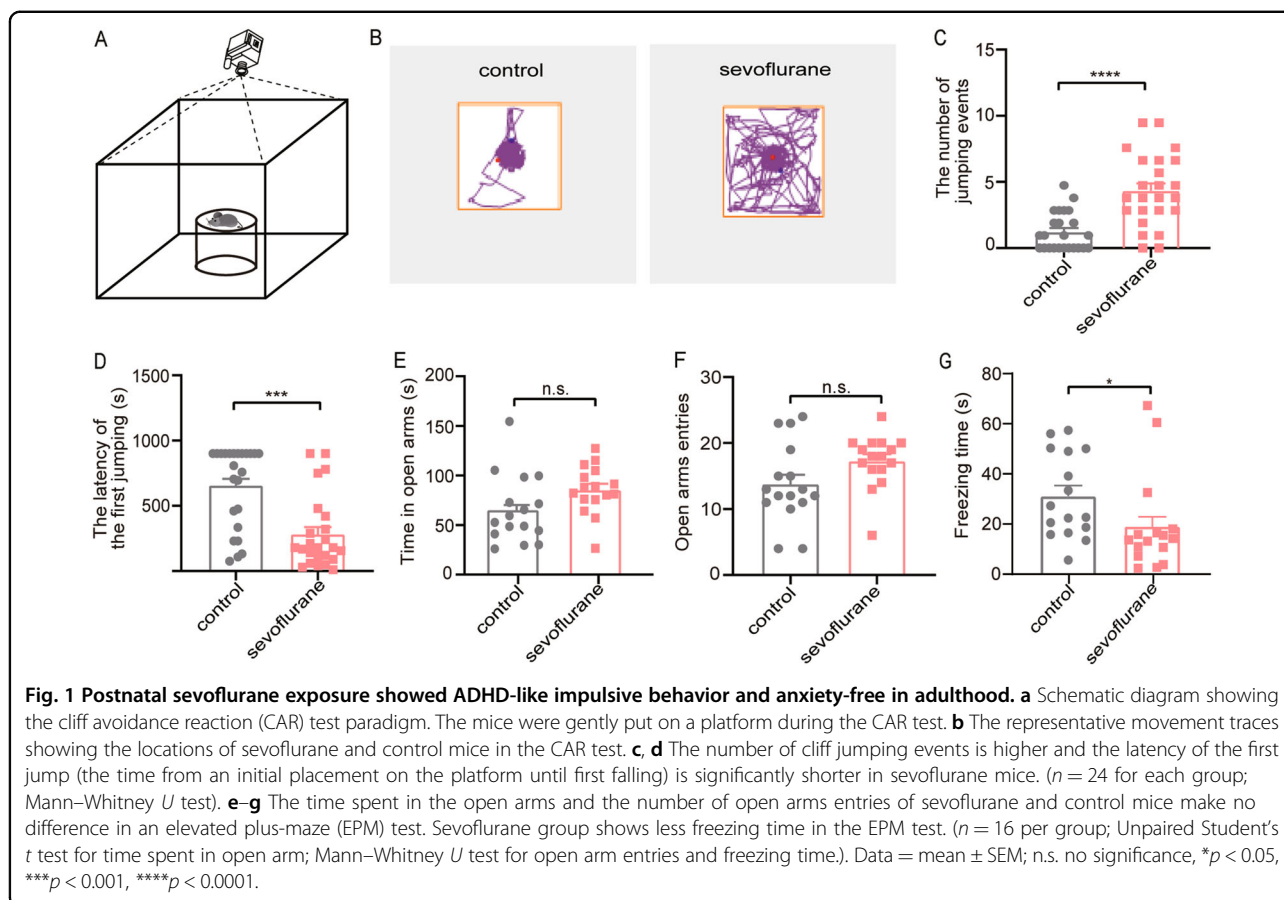 A
B
control
sevoflurane
C
The number of
jumping events
15
10
5
0
****
control
sevoflurane
D
The latency of
the first jumping (s)
1500
1000
500
***
control
sevoflurane
E
Time in open arms (s)
200
150
100
50
0
n.s.
control
sevoflurane
F
Open arms entries
30
20
10
0
n.s.
control
sevoflurane
G
Freezing time (s)
80
60
40
20
0
*
control
sevoflurane
Fig. 1 Postnatal sevoflurane exposure showed ADHD-like impulsive behavior and anxiety-free in adulthood. a Schematic diagram showing
the cliff avoidance reaction (CAR) test paradigm. The mice were gently put on a platform during the CAR test. b The representative movement traces
showing the locations of sevoflurane and control mice in the CAR test. c, d The number of cliff jumping events is higher and the latency of the first
jump (the time from an initial placement on the platform until first falling) is significantly shorter in sevoflurane mice. (n = 24 for each group;
Mann–Whitney U test). e–g The time spent in the open arms and the number of open arms entries of sevoflurane and control mice make no
difference in an elevated plus-maze (EPM) test. Sevoflurane group shows less freezing time in the EPM test. (n = 16 per group; Unpaired Student's
t test for time spent in open arm; Mann–Whitney U test for open arm entries and freezing time.). Data = mean ± SEM; n.s. no significance, *p < 0.05,
***p < 0.001, ****p < 0.0001.